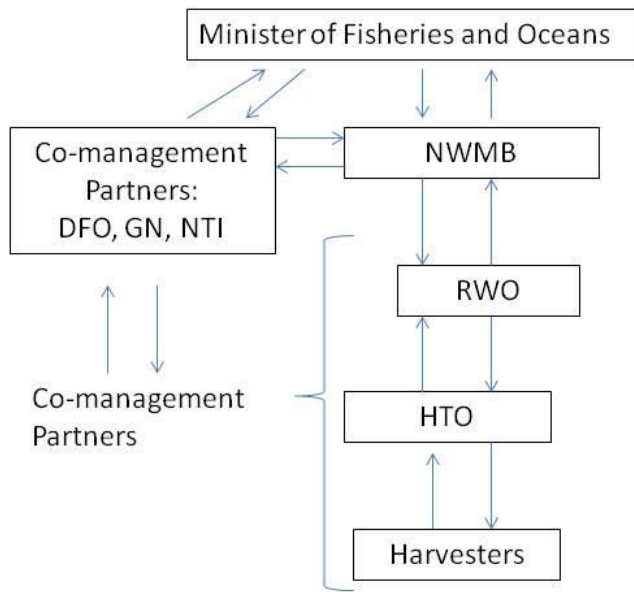 Minister of Fisheries and Oceans
Co-management
Partners:
DFO, GN, NTI
NWMB
RWO
Co-management
Partners
HTO
Harvesters